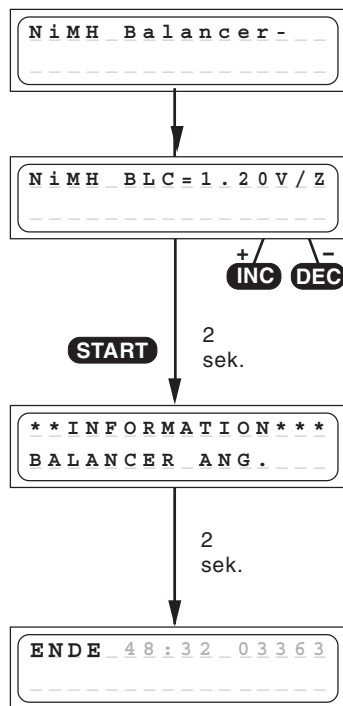 NiMH Balancer-
NiMH BLC=1.20V/Z
+ -
INC DEC
START
2
sek.
**INFORMATION***
BALANCER ANG.
2
sek.
ENDE 48:32 03363